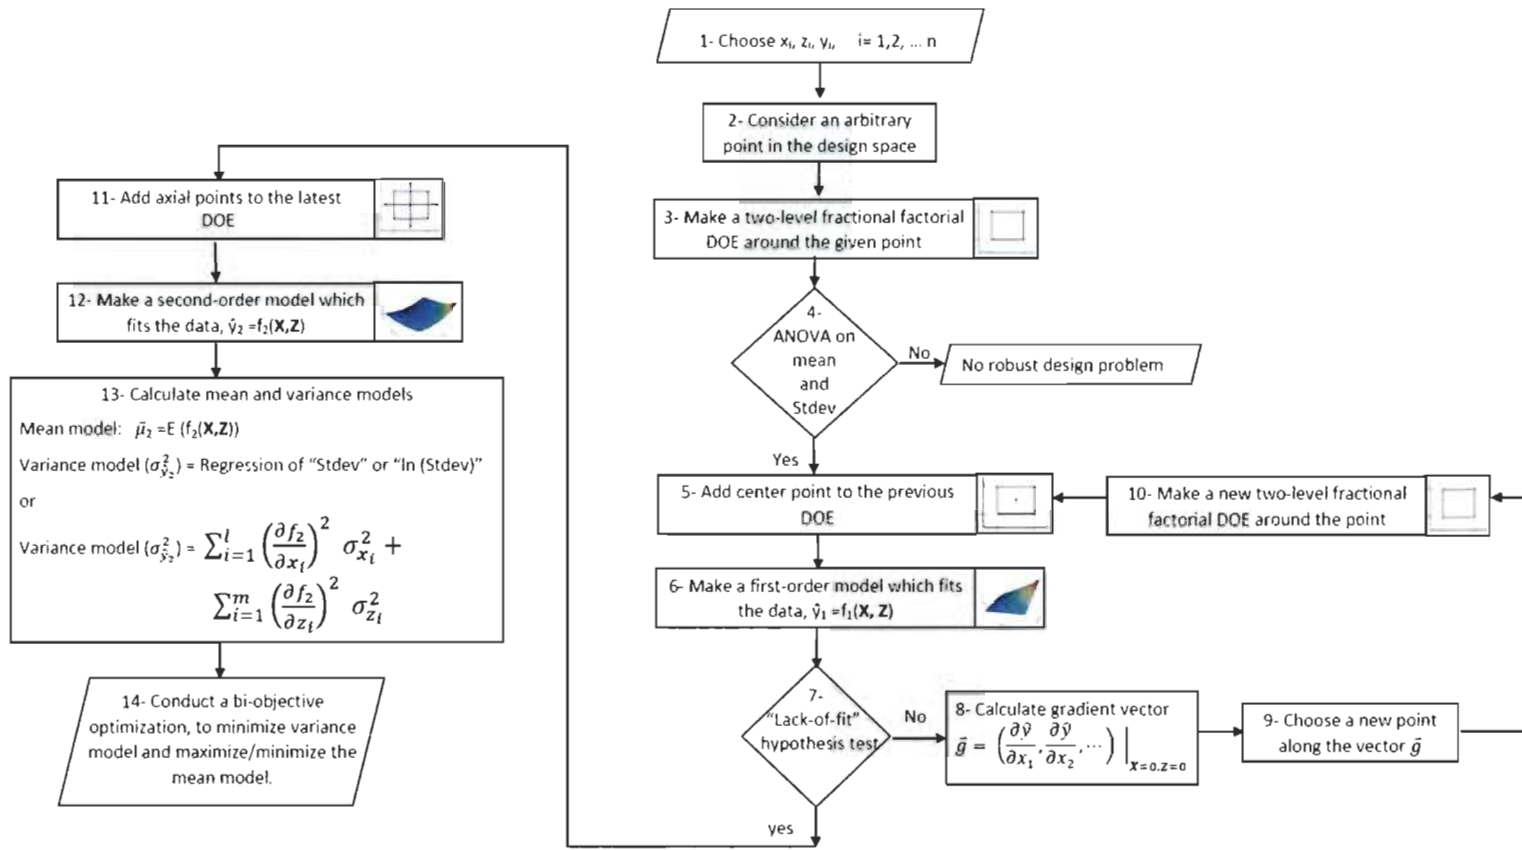 1- Choose xᵢ, zᵢ, yᵢ, i= 1,2, ... n
2- Consider an arbitrary
point in the design space
3- Make a two-level fractional factorial
DOE around the given point
4-
ANOVA on
mean
and
Stdev
No
No robust design problem
Yes
5- Add center point to the previous
DOE
6- Make a first-order model which fits
the data, ŷ₁ =f₁(X, Z)
7-
"Lack-of-fit"
hypothesis test
No
8- Calculate gradient vector
g⃗ = (∂ŷ/∂x₁, ∂ŷ/∂x₂, ⋯)|X=0.Z=0
9- Choose a new point
along the vector g⃗
10- Make a new two-level fractional
factorial DOE around the point
yes
11- Add axial points to the latest
DOE
12- Make a second-order model which
fits the data, ŷ₂ =f₂(X,Z)
13- Calculate mean and variance models
Mean model: μ̄₂ =E (f₂(X,Z))
Variance model (σ²_ŷ₂) = Regression of "Stdev" or "ln (Stdev)"
or
Variance model (σ²_ŷ₂) = ∑ˡᵢ₌₁ (∂f₂/∂xᵢ)² σ²xᵢ +
∑ᵐᵢ₌₁ (∂f₂/∂zᵢ)² σ²zᵢ
14- Conduct a bi-objective
optimization, to minimize variance
model and maximize/minimize the
mean model.